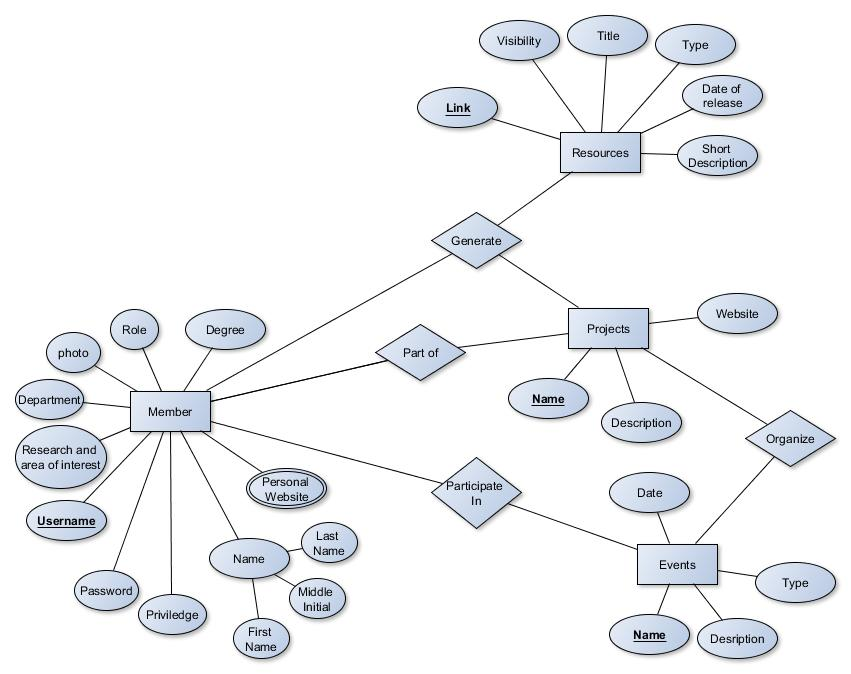 Visibility
Title
Type
Link
Date of
release
Resources
Short
Description
Generate
Website
Projects
Role
Degree
photo
Part of
Name
Department
Member
Description
Organize
Research and
area of interest
Personal
Website
Participate
In
Date
Username
Last
Name
Name
Events
Type
Password
Middle
Initial
Priviledge
First
Name
Name
Desription